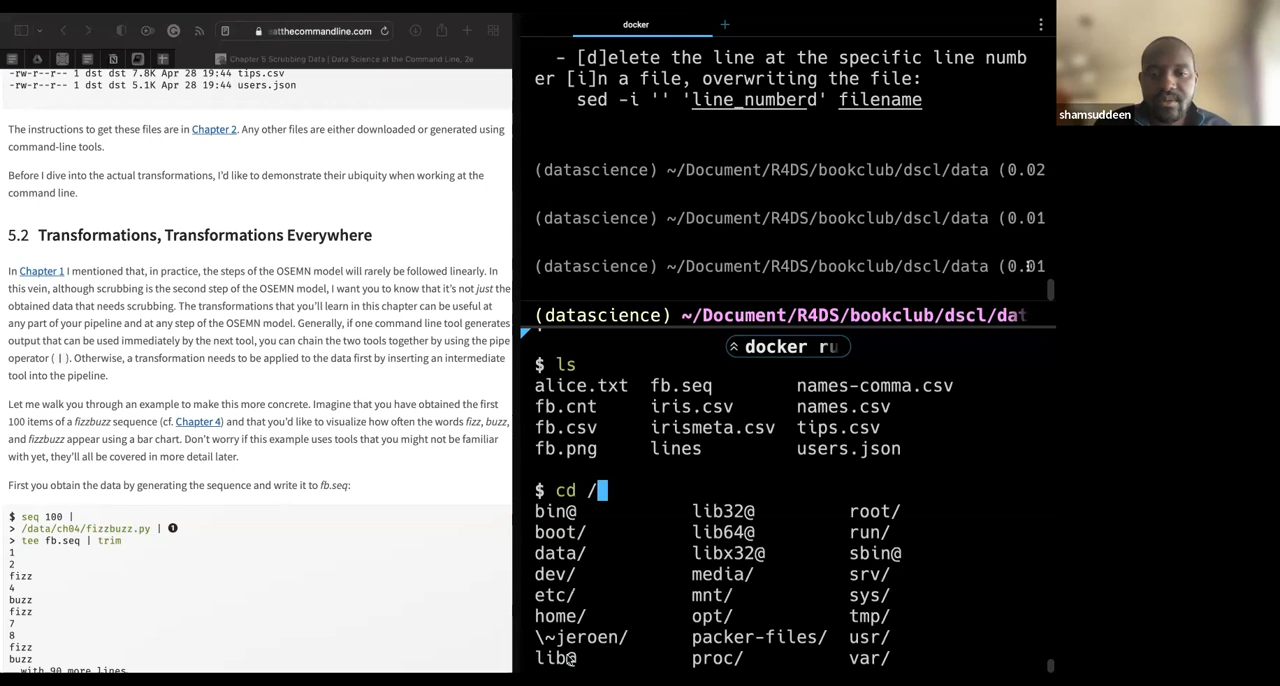 atthecommandline.com
Chapter 5 Scrubbing Data | Data Science at the Command Line, 2e
-rw-r--r-- 1 dst dst 7.8K Apr 28 19:44 tips.csv
-rw-r--r-- 1 dst dst 5.1K Apr 28 19:44 users.json
The instructions to get these files are in Chapter 2. Any other files are either downloaded or generated using
command-line tools.
Before I dive into the actual transformations, I'd like to demonstrate their ubiquity when working at the
command line.
5.2 Transformations, Transformations Everywhere
In Chapter 1 I mentioned that, in practice, the steps of the OSEMN model will rarely be followed linearly. In
this vein, although scrubbing is the second step of the OSEMN model, I want you to know that it's not just the
obtained data that needs scrubbing. The transformations that you'll learn in this chapter can be useful at
any part of your pipeline and at any step of the OSEMN model. Generally, if one command line tool generates
output that can be used immediately by the next tool, you can chain the two tools together by using the pipe
operator ( | ). Otherwise, a transformation needs to be applied to the data first by inserting an intermediate
tool into the pipeline.
Let me walk you through an example to make this more concrete. Imagine that you have obtained the first
100 items of a fizzbuzz sequence (cf. Chapter 4) and that you'd like to visualize how often the words fizz, buzz,
and fizzbuzz appear using a bar chart. Don't worry if this example uses tools that you might not be familiar
with yet, they'll all be covered in more detail later.
First you obtain the data by generating the sequence and write it to fb.seq:
$ seq 100 |
> /data/ch04/fizzbuzz.py | 1
> tee fb.seq | trim
1
2
fizz
4
buzz
fizz
7
8
fizz
buzz
… with 90 more lines
docker
- [d]elete the line at the specific line numb
er [i]n a file, overwriting the file:
sed -i '' 'line_numberd' filename
(datascience) ~/Document/R4DS/bookclub/dscl/data (0.02
(datascience) ~/Document/R4DS/bookclub/dscl/data (0.01
(datascience) ~/Document/R4DS/bookclub/dscl/data (0.01
(datascience) ~/Document/R4DS/bookclub/dscl/dat
docker ru
$ ls
alice.txt fb.seq names-comma.csv
fb.cnt iris.csv names.csv
fb.csv irismeta.csv tips.csv
fb.png lines users.json
$ cd /
bin@ lib32@ root/
boot/ lib64@ run/
data/ libx32@ sbin@
dev/ media/ srv/
etc/ mnt/ sys/
home/ opt/ tmp/
\~jeroen/ packer-files/ usr/
lib@ proc/ var/
shamsuddeen